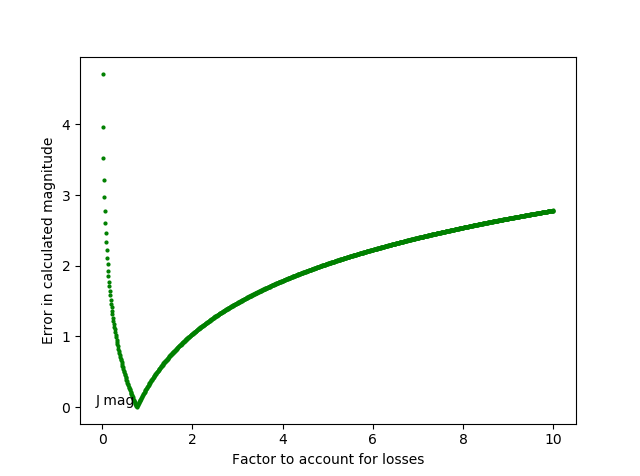 Error in calculated magnitude
4
3
2
1
0
J mag
0 2 4 6 8 10
Factor to account for losses